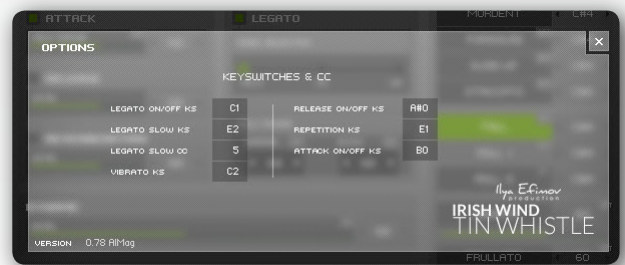 ATTACK
LEGATO
MORDENT
C#4
OPTIONS
KEYSWITCHES & CC
LEGATO ON/OFF KS C1
LEGATO SLOW KS E2
LEGATO SLOW CC 5
VIBRATO KS C2
RELEASE ON/OFF KS A#0
REPETITION KS E1
ATTACK ON/OFF KS B0
Ilya Efimov
production
IRISH WIND
TIN WHISTLE
VERSION 0.78 AlMag
FRULLATO 60